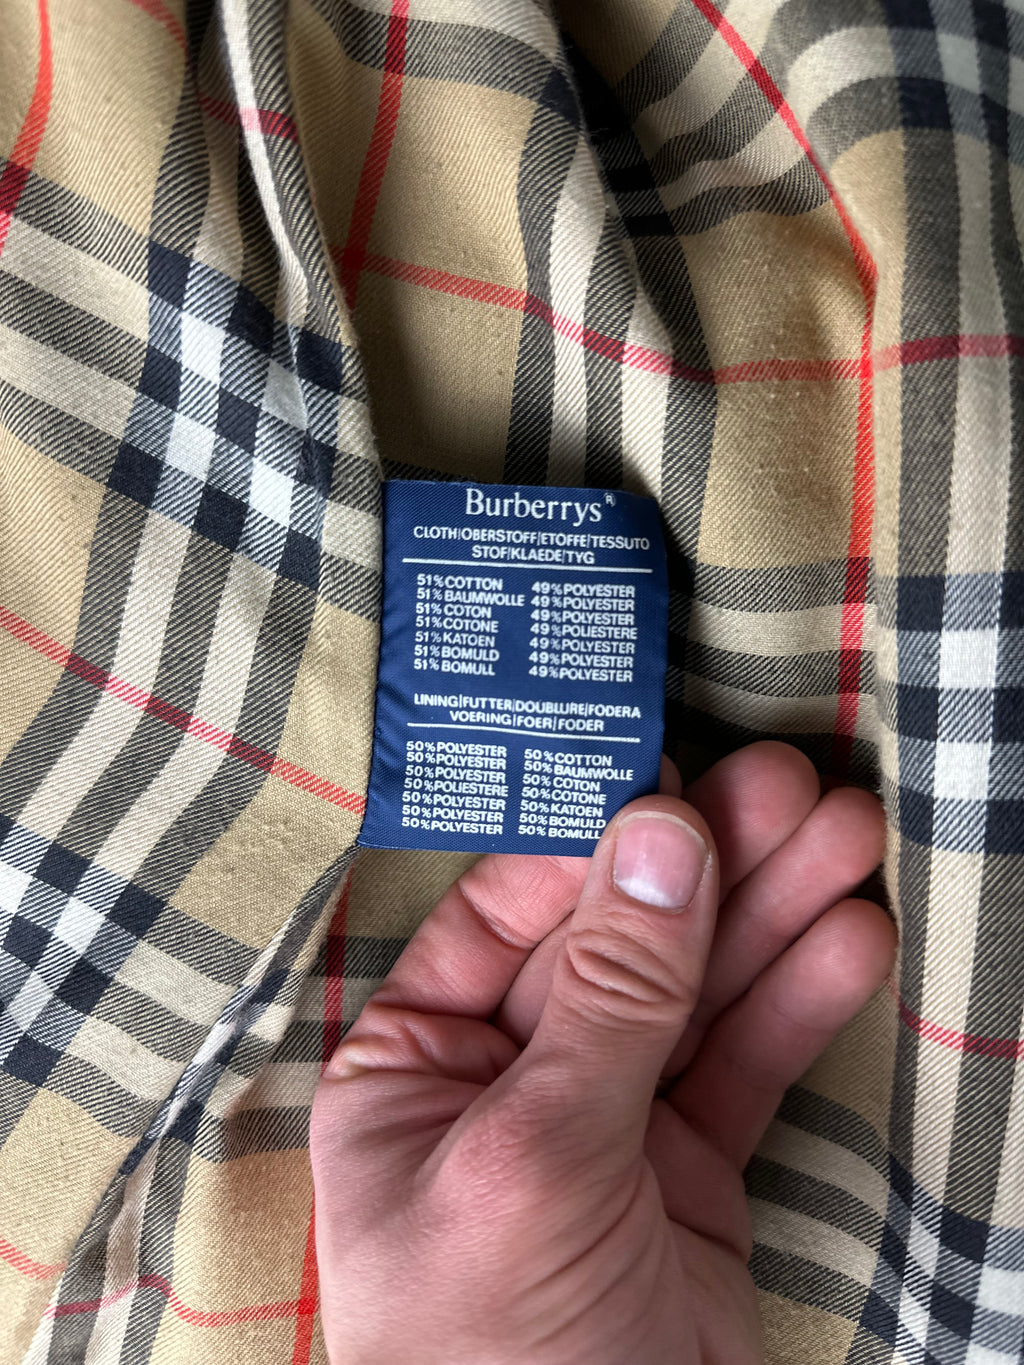 Burberrys®
CLOTH/OBERSTOFF/ETOFFE/TESSUTO
STOF/KLAEDE/TYG
51%COTTON 49%POLYESTER
51%BAUMWOLLE 49%POLYESTER
51%COTON 49%POLYESTER
51%COTONE 49%POLIESTERE
51%KATOEN 49%POLYESTER
51%BOMULD 49%POLYESTER
51%BOMULL 49%POLYESTER
LINING/FUTTER/DOUBLURE/FODERA
VOERING/FOER/FODER
50%POLYESTER 50%COTTON
50%POLYESTER 50%BAUMWOLLE
50%POLYESTER 50%COTON
50%POLIESTERE 50%COTONE
50%POLYESTER 50%KATOEN
50%POLYESTER 50%BOMULD
50%POLYESTER 50%BOMULL